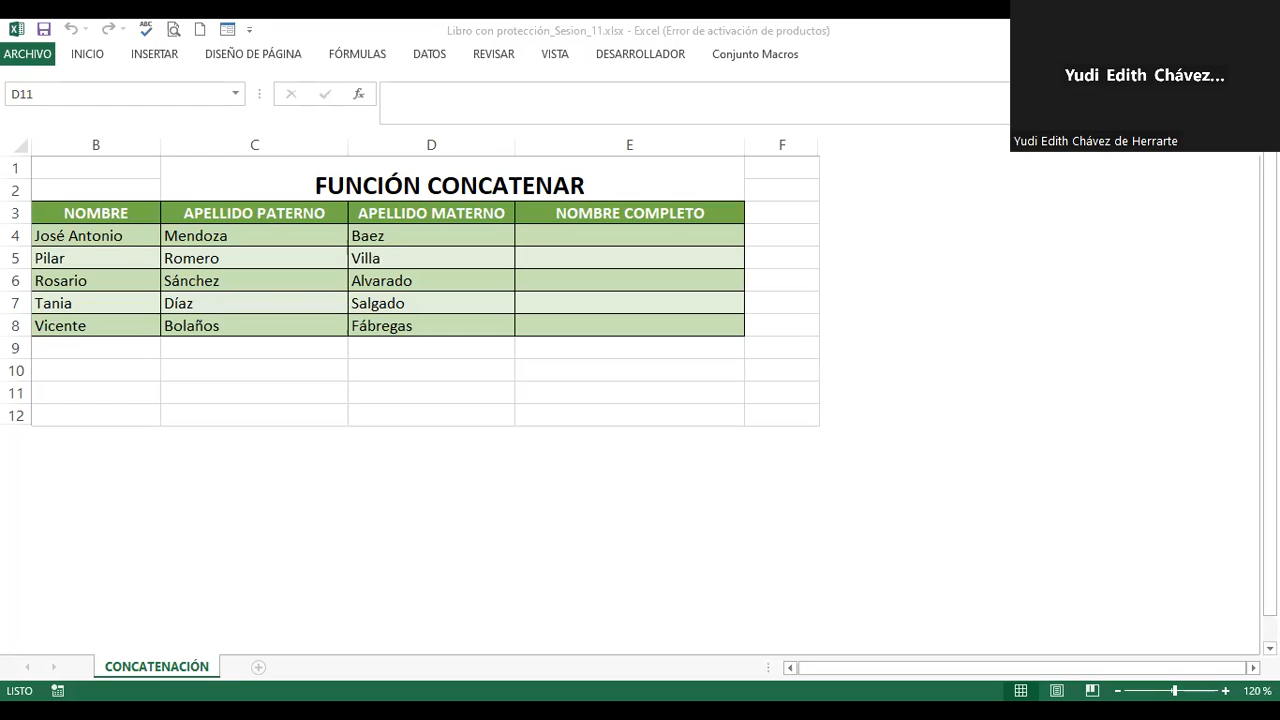 Libro con protección_Sesion_11.xlsx - Excel (Error de activación de productos)
ARCHIVO INICIO INSERTAR DISEÑO DE PÁGINA FÓRMULAS DATOS REVISAR VISTA DESARROLLADOR Conjunto Macros
Yudi Edith Chávez...
Yudi Edith Chávez de Herrarte
D11 fx
B C D E F
1
FUNCIÓN CONCATENAR
2
3 NOMBRE APELLIDO PATERNO APELLIDO MATERNO NOMBRE COMPLETO
4 José Antonio Mendoza Baez
5 Pilar Romero Villa
6 Rosario Sánchez Alvarado
7 Tania Díaz Salgado
8 Vicente Bolaños Fábregas
9
10
11
12
CONCATENACIÓN
LISTO 120 %